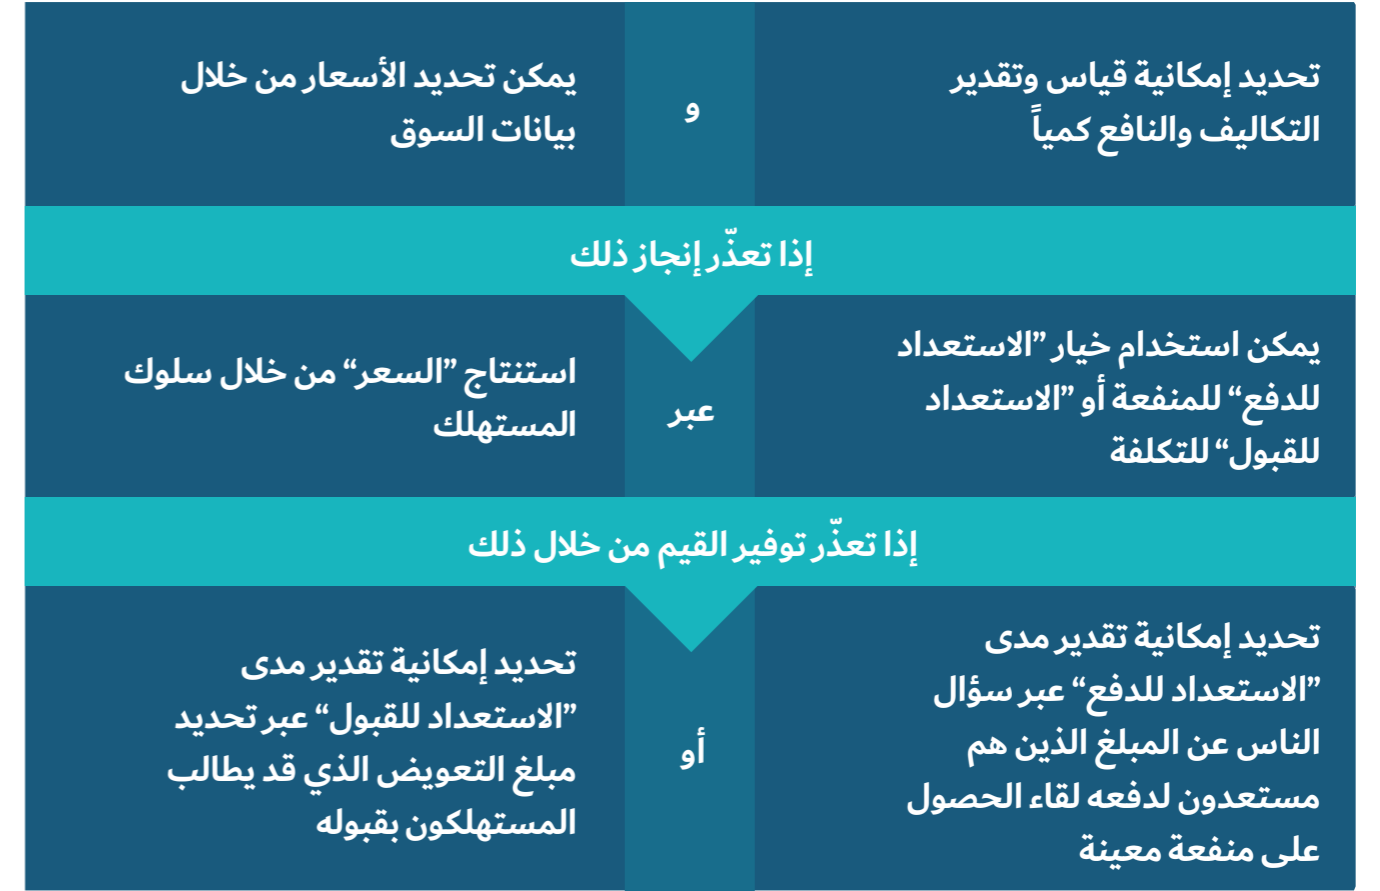 تحديد إمكانية قياس وتقدير
التكاليف والنافع كمياً
و
يمكن تحديد الأسعار من خلال
بيانات السوق
إذا تعذّر إنجاز ذلك
يمكن استخدام خيار ”الاستعداد
للدفع“ للمنفعة أو ”الاستعداد
للقبول“ للتكلفة
عبر
استنتاج ”السعر“ من خلال سلوك
المستهلك
إذا تعذّر توفير القيم من خلال ذلك
تحديد إمكانية تقدير مدى
”الاستعداد للدفع“ عبر سؤال
الناس عن المبلغ الذين هم
مستعدون لدفعه لقاء الحصول
على منفعة معينة
أو
تحديد إمكانية تقدير مدى
”الاستعداد للقبول“ عبر تحديد
مبلغ التعويض الذي قد يطالب
المستهلكون بقبوله